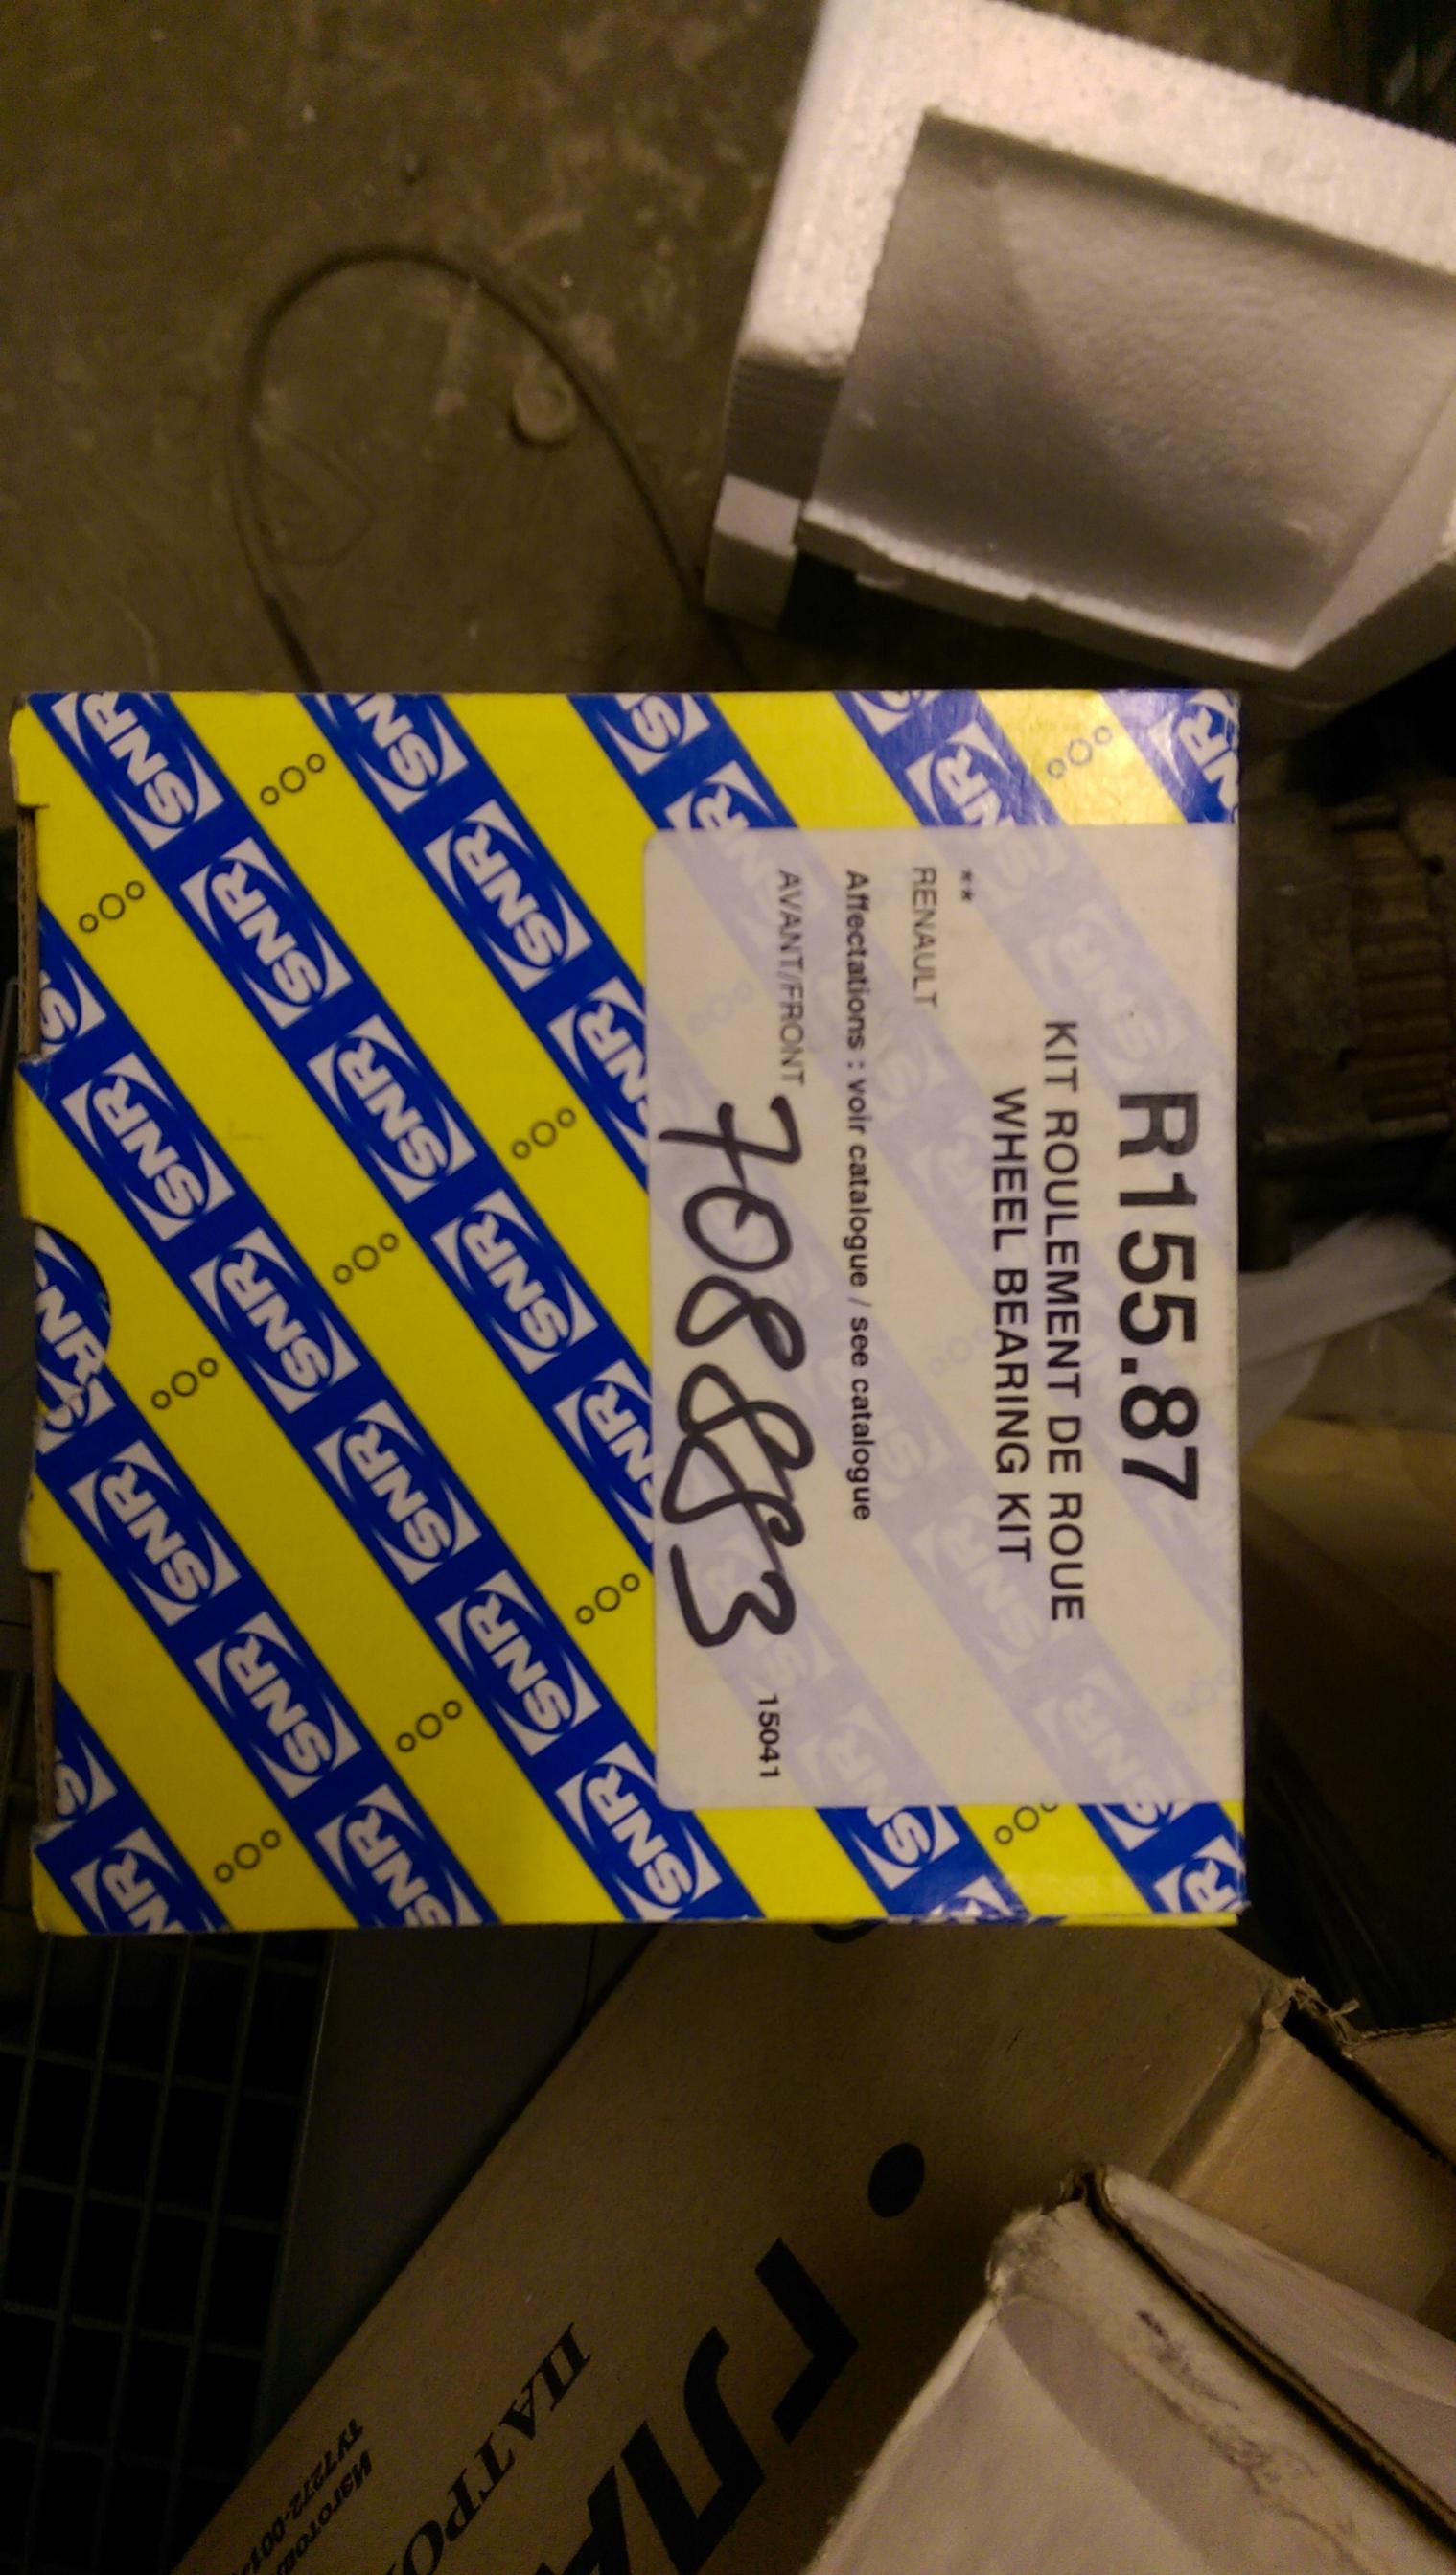 R155.87
KIT ROULEMENT DE ROUE
WHEEL BEARING KIT
**
RENAULT
Affectations : voir catalogue / see catalogue
AVANT/FRONT
708883
15041
SNR